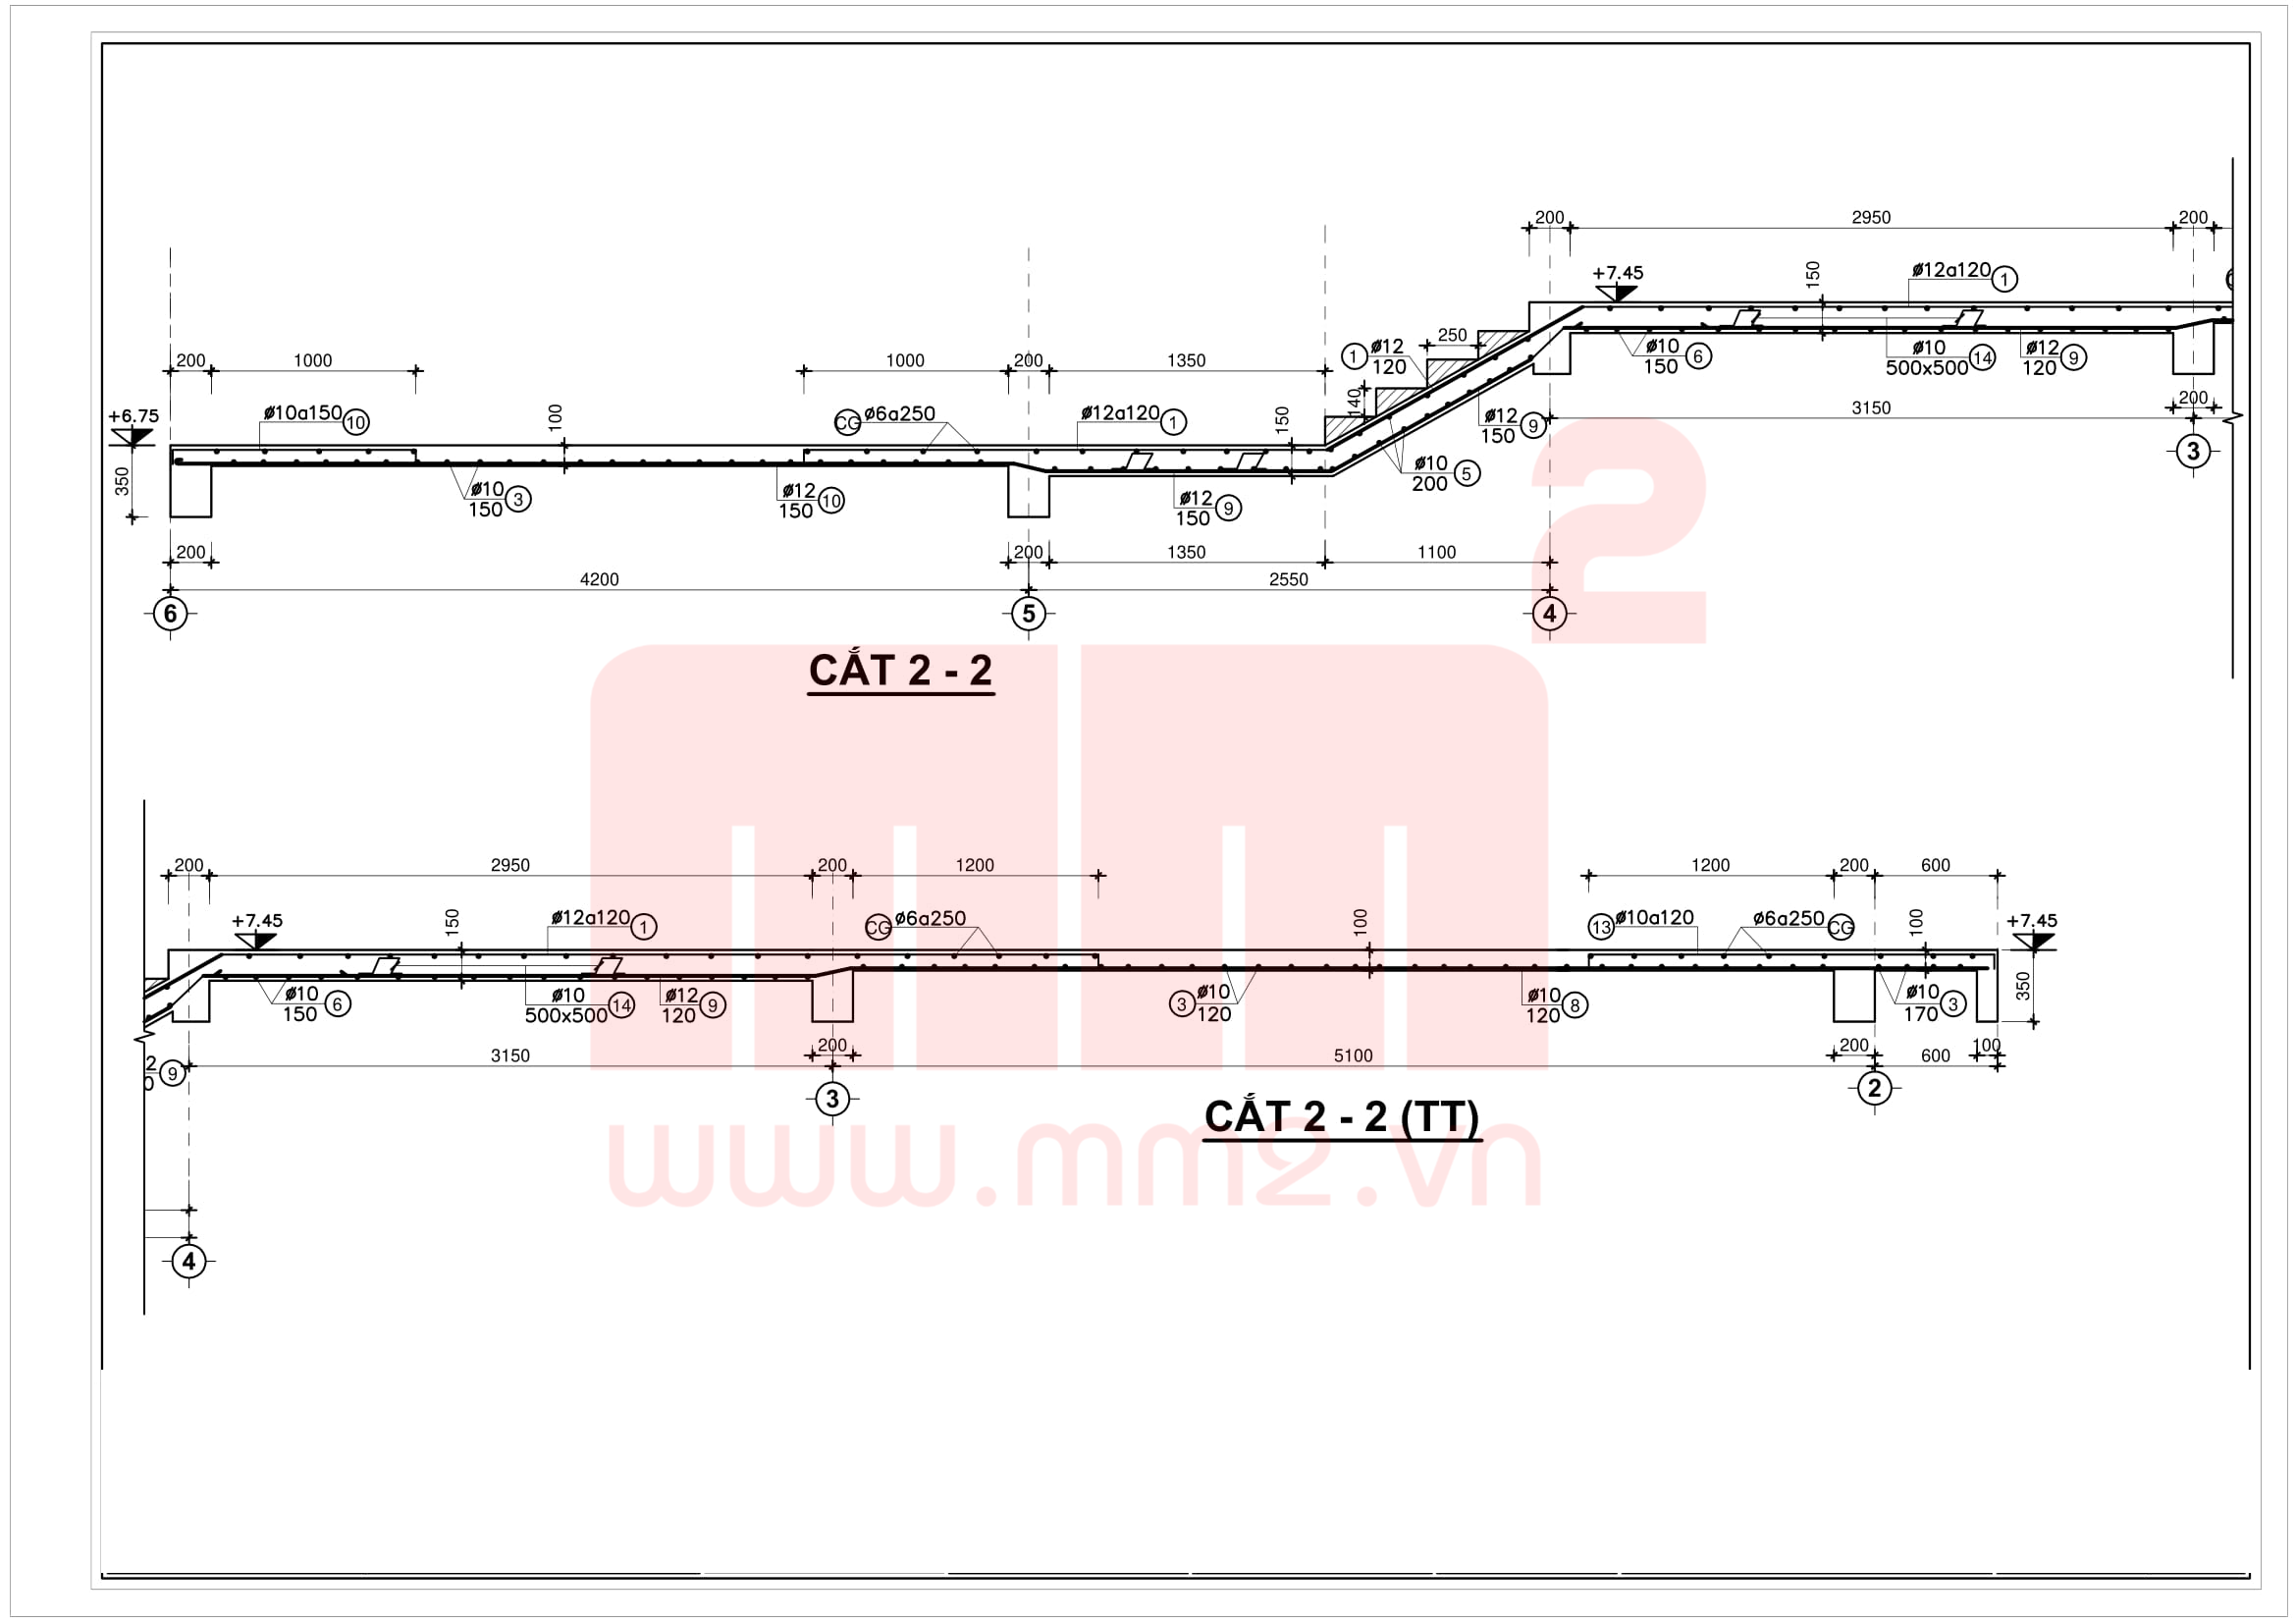 200 2950 200
+7.45 150 Ø12a120 1
250
1 Ø12
120
Ø10 6
150
Ø10 14
500x500
Ø12 9
120
200 1000 1000 200 1350
140
+6.75 Ø10a150 10 100 CG Ø6a250 Ø12a120 1 150
Ø12 9
150
3150 200
3
350
Ø10 3
150
Ø12 10
150
Ø12 9
150
Ø10 5
200
200 200 1350 1100
4200 2550
6 5 4
CẮT 2 - 2
2
200 2950 200 1200 1200 200 600
+7.45 150 Ø12a120 1 CG Ø6a250 100 13 Ø10a120 Ø6a250 CG 100 +7.45
Ø10 6
150
Ø10 14
500x500
Ø12 9
120
3 Ø10
120
Ø10 8
120
Ø10 3
170
350
200 200 100
3150 5100 600
2 9
0
3 2
CẮT 2 - 2 (TT)
www.mm2.vn
4